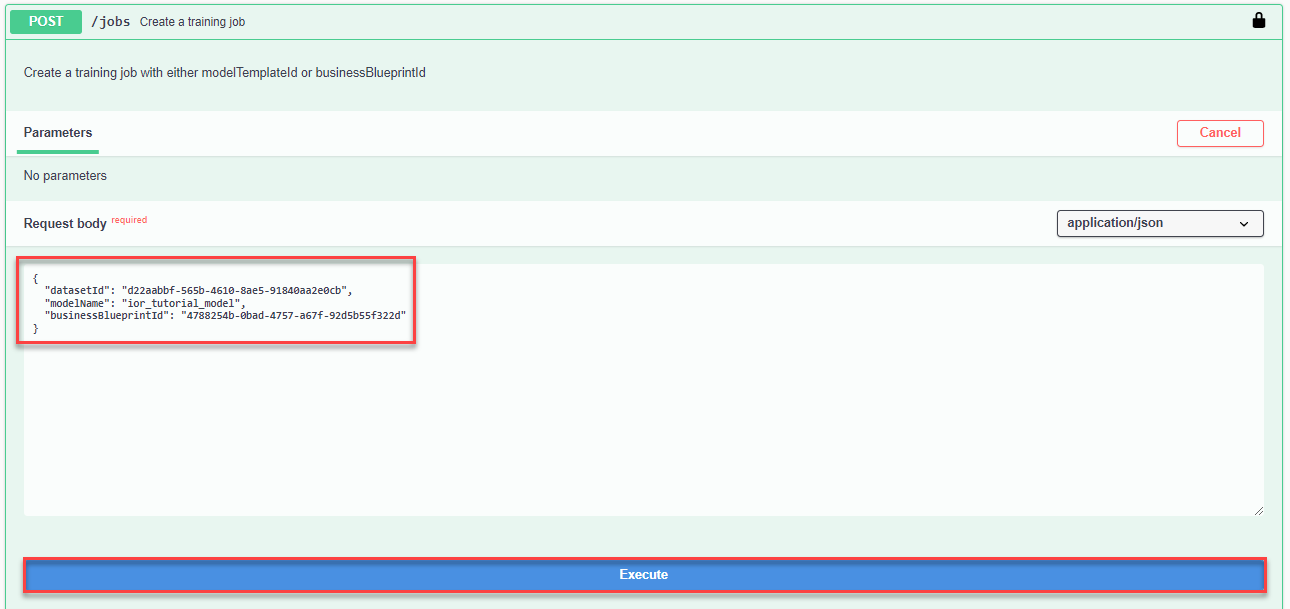 POST /jobs Create a training job
Create a training job with either modelTemplateId or businessBlueprintId
Parameters
Cancel
No parameters
Request body required
application/json
{
"datasetId": "d22aabbf-565b-4610-8ae5-91840aa2e0cb",
"modelName": "ior_tutorial_model",
"businessBlueprintId": "4788254b-0bad-4757-a67f-92d5b55f322d"
}
Execute